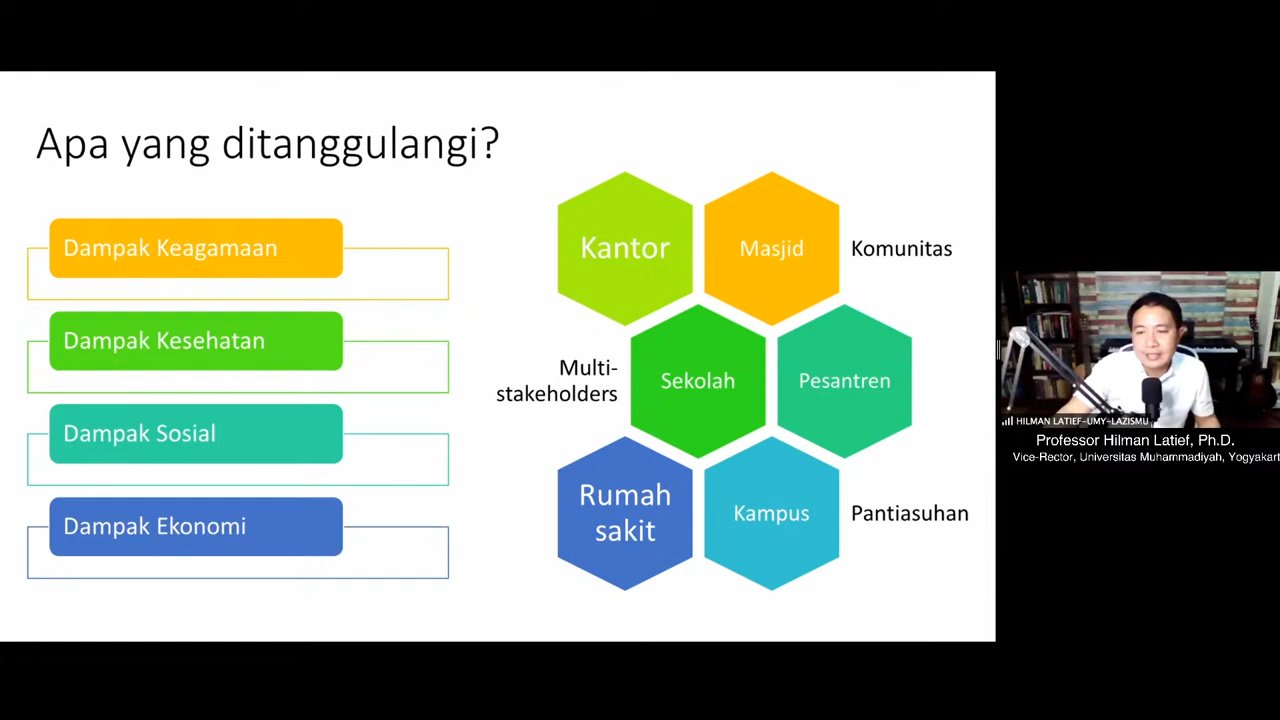 Apa yang ditanggulangi?
Dampak Keagamaan
Dampak Kesehatan
Dampak Sosial
Dampak Ekonomi
Kantor
Masjid
Komunitas
Multi-
stakeholders
Sekolah
Pesantren
Rumah
sakit
Kampus
Pantiasuhan
HILMAN LATIEF-UMY-LAZISMU
Professor Hilman Latief, Ph.D.
Vice-Rector, Universitas Muhammadiyah, Yogyakart